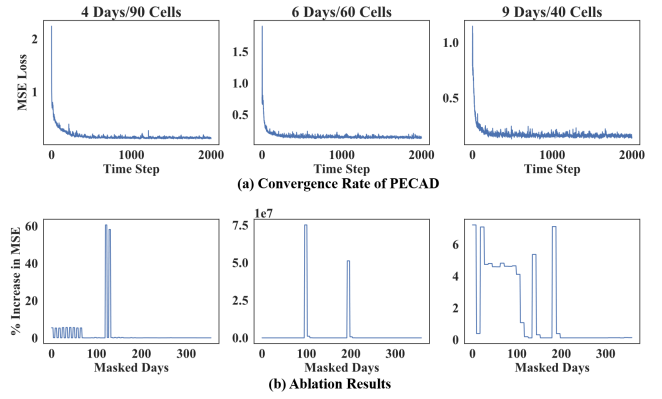 4 Days/90 Cells 6 Days/60 Cells 9 Days/40 Cells
MSE Loss
2
1
1.5
1.0
0.5
1.0
0.5
0 1000 2000 0 1000 2000 0 1000 2000
Time Step Time Step Time Step
(a) Convergence Rate of PECAD
% Increase in MSE
60
40
20
0
1e7
7.5
5.0
2.5
0.0
6
4
2
0
0 100 200 300 0 100 200 300 0 100 200 300
Masked Days Masked Days Masked Days
(b) Ablation Results